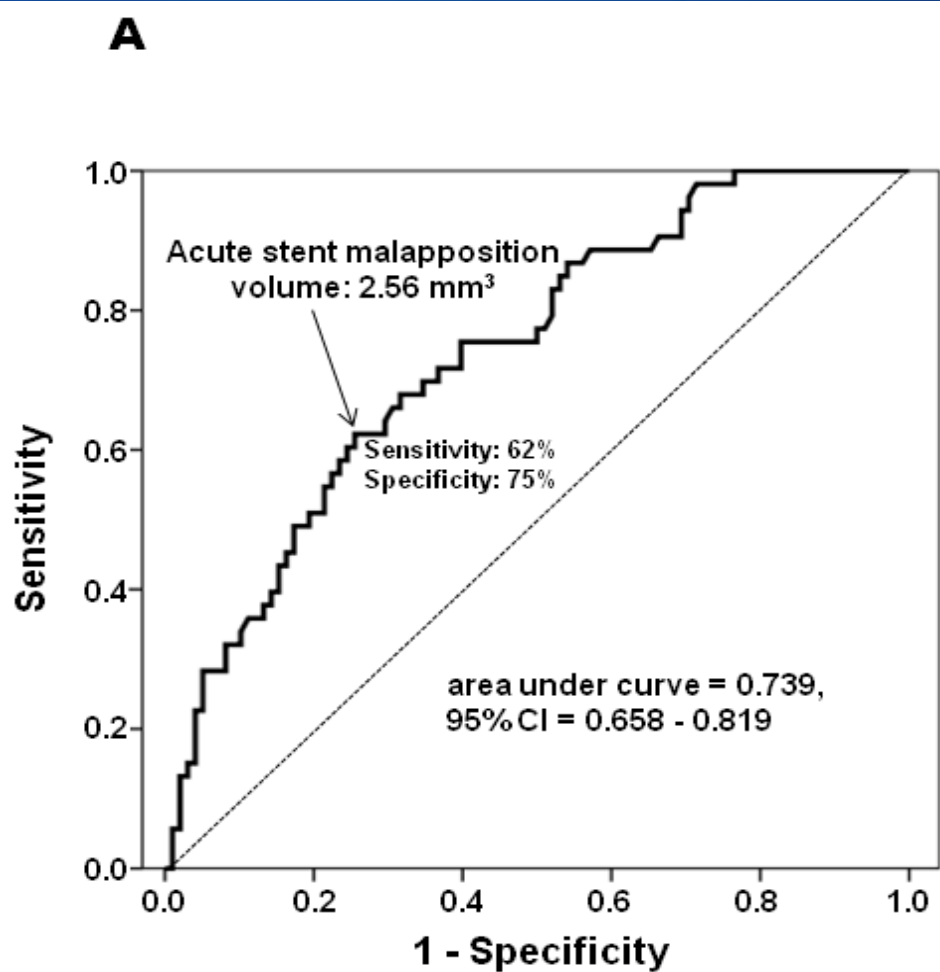 A
1.0
Acute stent malapposition
volume: 2.56 mm³
0.8
0.6
Sensitivity: 62%
Specificity: 75%
Sensitivity
0.4
area under curve = 0.739,
95% CI = 0.658 - 0.819
0.2
0.0
0.0 0.2 0.4 0.6 0.8 1.0
1 - Specificity